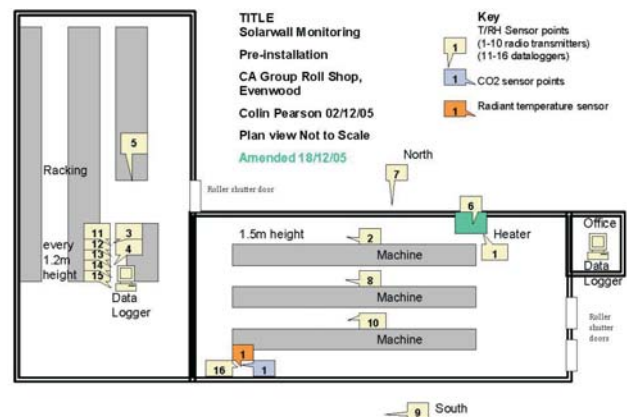 TITLE
Solarwall Monitoring
Pre-installation
CA Group Roll Shop,
Evenwood
Colin Pearson 02/12/05
Plan view Not to Scale
Amended 18/12/05
Key
T/RH Sensor points
(1-10 radio transmitters)
(11-16 dataloggers)
1
CO2 sensor points
1
Radiant temperature sensor
1
North
7
5
Racking
Roller shutter door
6
Heater
1
Office
Data
Logger
11
12
13
14
15
3
4
every
1.2m
height
Data
Logger
1.5m height
2
Machine
8
Machine
10
Machine
Roller
shutter
doors
1
16
1
9
South